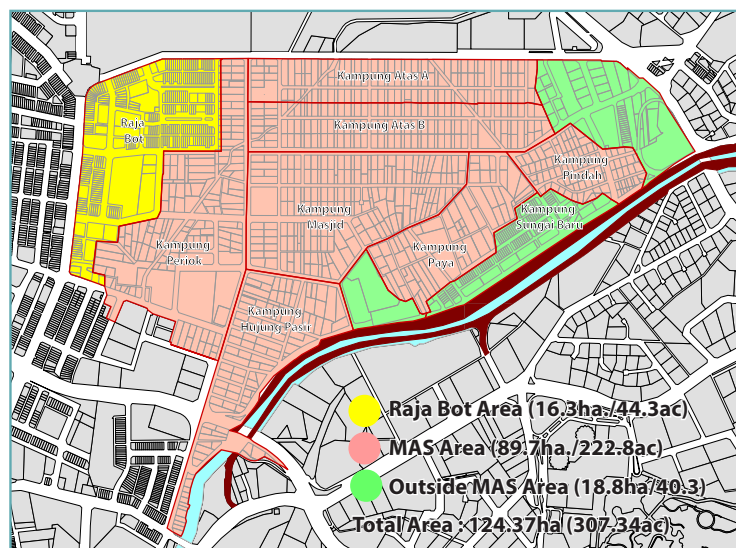 Kampung Atas A
Raja
Bot
Kampung Atas B
Kampung
Pindah
Kampung
Masjid
Kampung
Sungai Baru
Kampung
Periok
Kampung
Paya
Kampung
Hujung Pasir
Raja Bot Area (16.3ha./44.3ac)
MAS Area (89.7ha./222.8ac)
Outside MAS Area (18.8ha/40.3)
Total Area : 124.37ha (307-34ac)